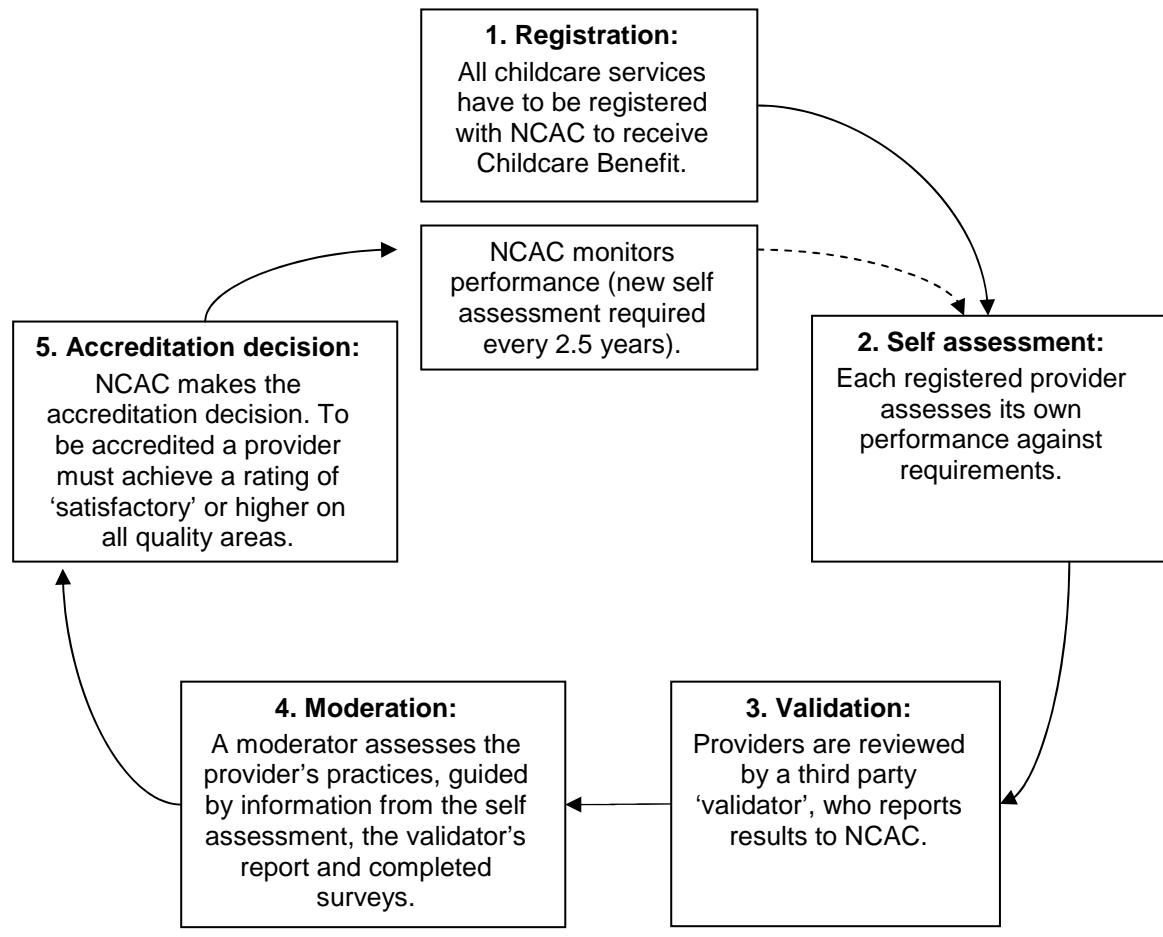 1. Registration:
All childcare services
have to be registered
with NCAC to receive
Childcare Benefit.
NCAC monitors
performance (new self
assessment required
every 2.5 years).
2. Self assessment:
Each registered provider
assesses its own
performance against
requirements.
3. Validation:
Providers are reviewed
by a third party
‘validator’, who reports
results to NCAC.
4. Moderation:
A moderator assesses the
provider’s practices, guided
by information from the self
assessment, the validator’s
report and completed
surveys.
5. Accreditation decision:
NCAC makes the
accreditation decision. To
be accredited a provider
must achieve a rating of
‘satisfactory’ or higher on
all quality areas.